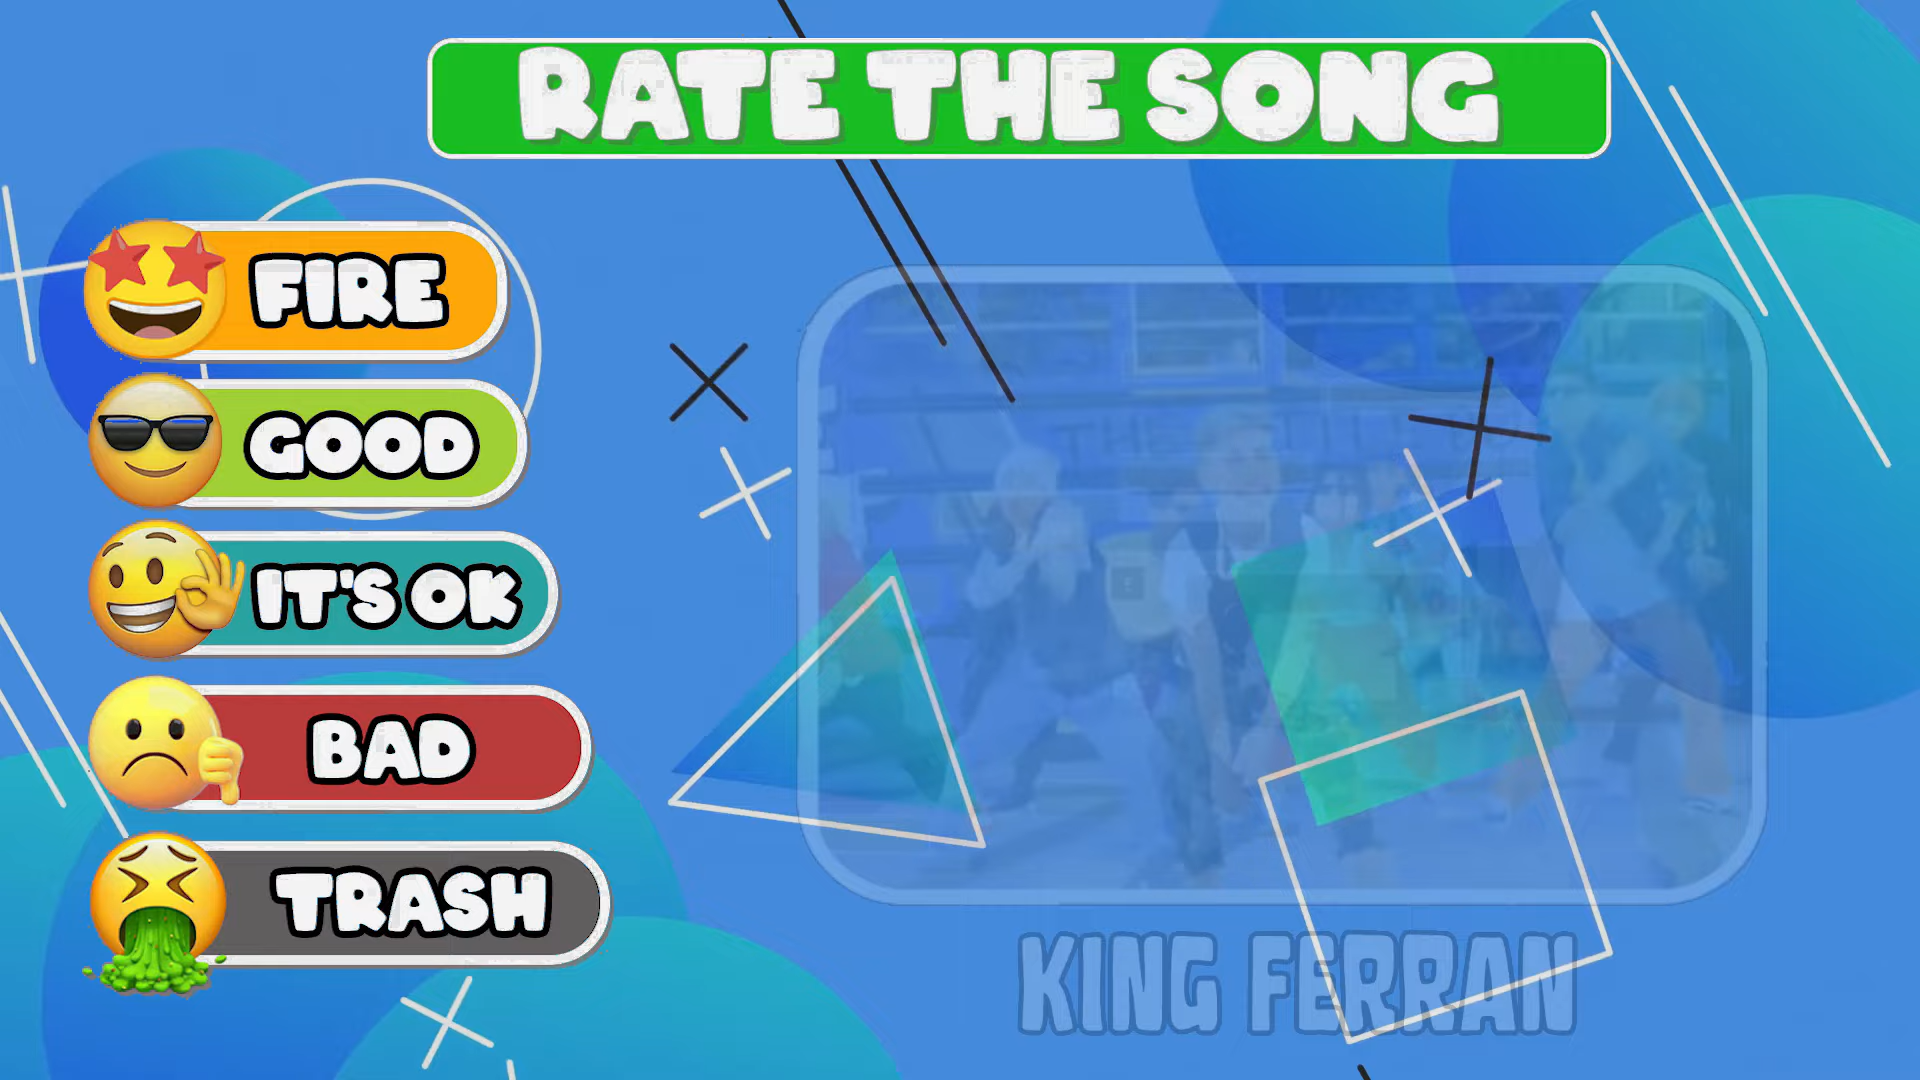 RATE THE SONG
FIRE
GOOD
IT'S OK
BAD
TRASH
KING FERRAN